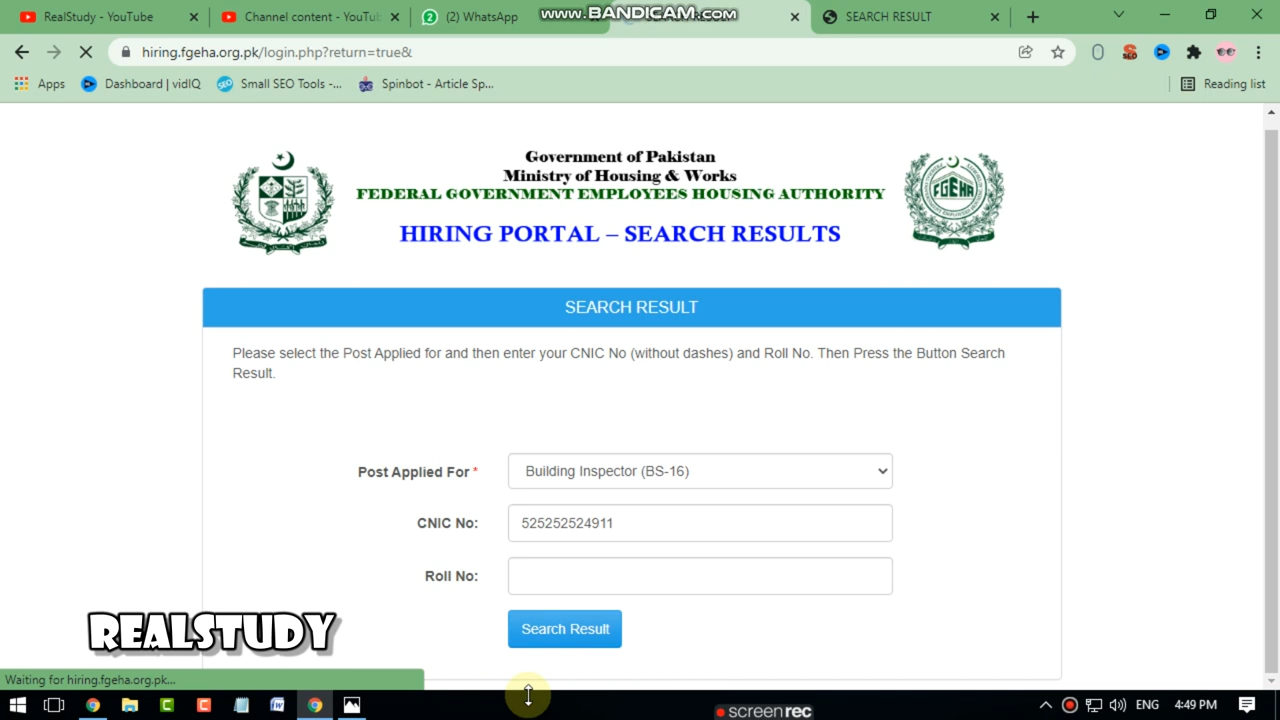 RealStudy - YouTube
Channel content - YouTu
(2) WhatsApp
www.BANDICAM.com
SEARCH RESULT
hiring.fgeha.org.pk/login.php?return=true&
Apps
Dashboard | vidIQ
Small SEO Tools -...
Spinbot - Article Sp...
Reading list
Government of Pakistan
Ministry of Housing & Works
FEDERAL GOVERNMENT EMPLOYEES HOUSING AUTHORITY
HIRING PORTAL – SEARCH RESULTS
FGEHA
SEARCH RESULT
Please select the Post Applied for and then enter your CNIC No (without dashes) and Roll No. Then Press the Button Search
Result.
Post Applied For *
Building Inspector (BS-16)
CNIC No:
525252524911
Roll No:
Search Result
REALSTUDY
Waiting for hiring.fgeha.org.pk...
ENG
4:49 PM
screenrec